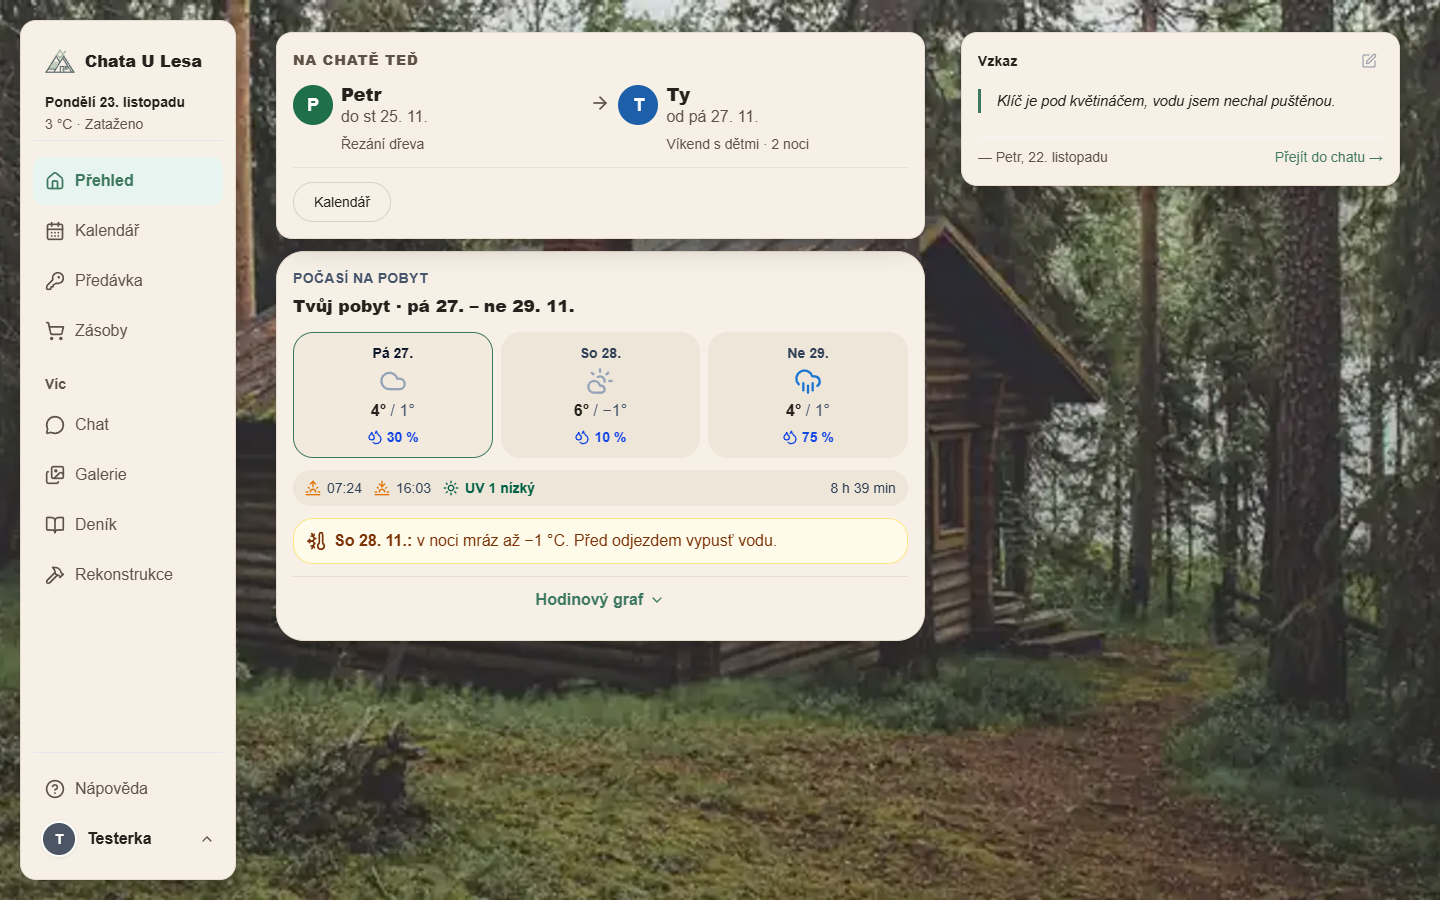 Chata U Lesa
Pondělí 23. listopadu
3 °C · Zataženo
Přehled
Kalendář
Předávka
Zásoby
Víc
Chat
Galerie
Deník
Rekonstrukce
Nápověda
T
Testerka
NA CHATĚ TEĎ
P
Petr
do st 25. 11.
Řezání dřeva
→
T
Ty
od pá 27. 11.
Víkend s dětmi · 2 noci
Kalendář
POČASÍ NA POBYT
Tvůj pobyt · pá 27. – ne 29. 11.
Pá 27.
4° / 1°
30 %
So 28.
6° / −1°
10 %
Ne 29.
4° / 1°
75 %
07:24
16:03
UV 1 nízký
8 h 39 min
So 28. 11.: v noci mráz až −1 °C. Před odjezdem vypusť vodu.
Hodinový graf
Vzkaz
Klíč je pod květináčem, vodu jsem nechal puštěnou.
— Petr, 22. listopadu
Přejít do chatu →